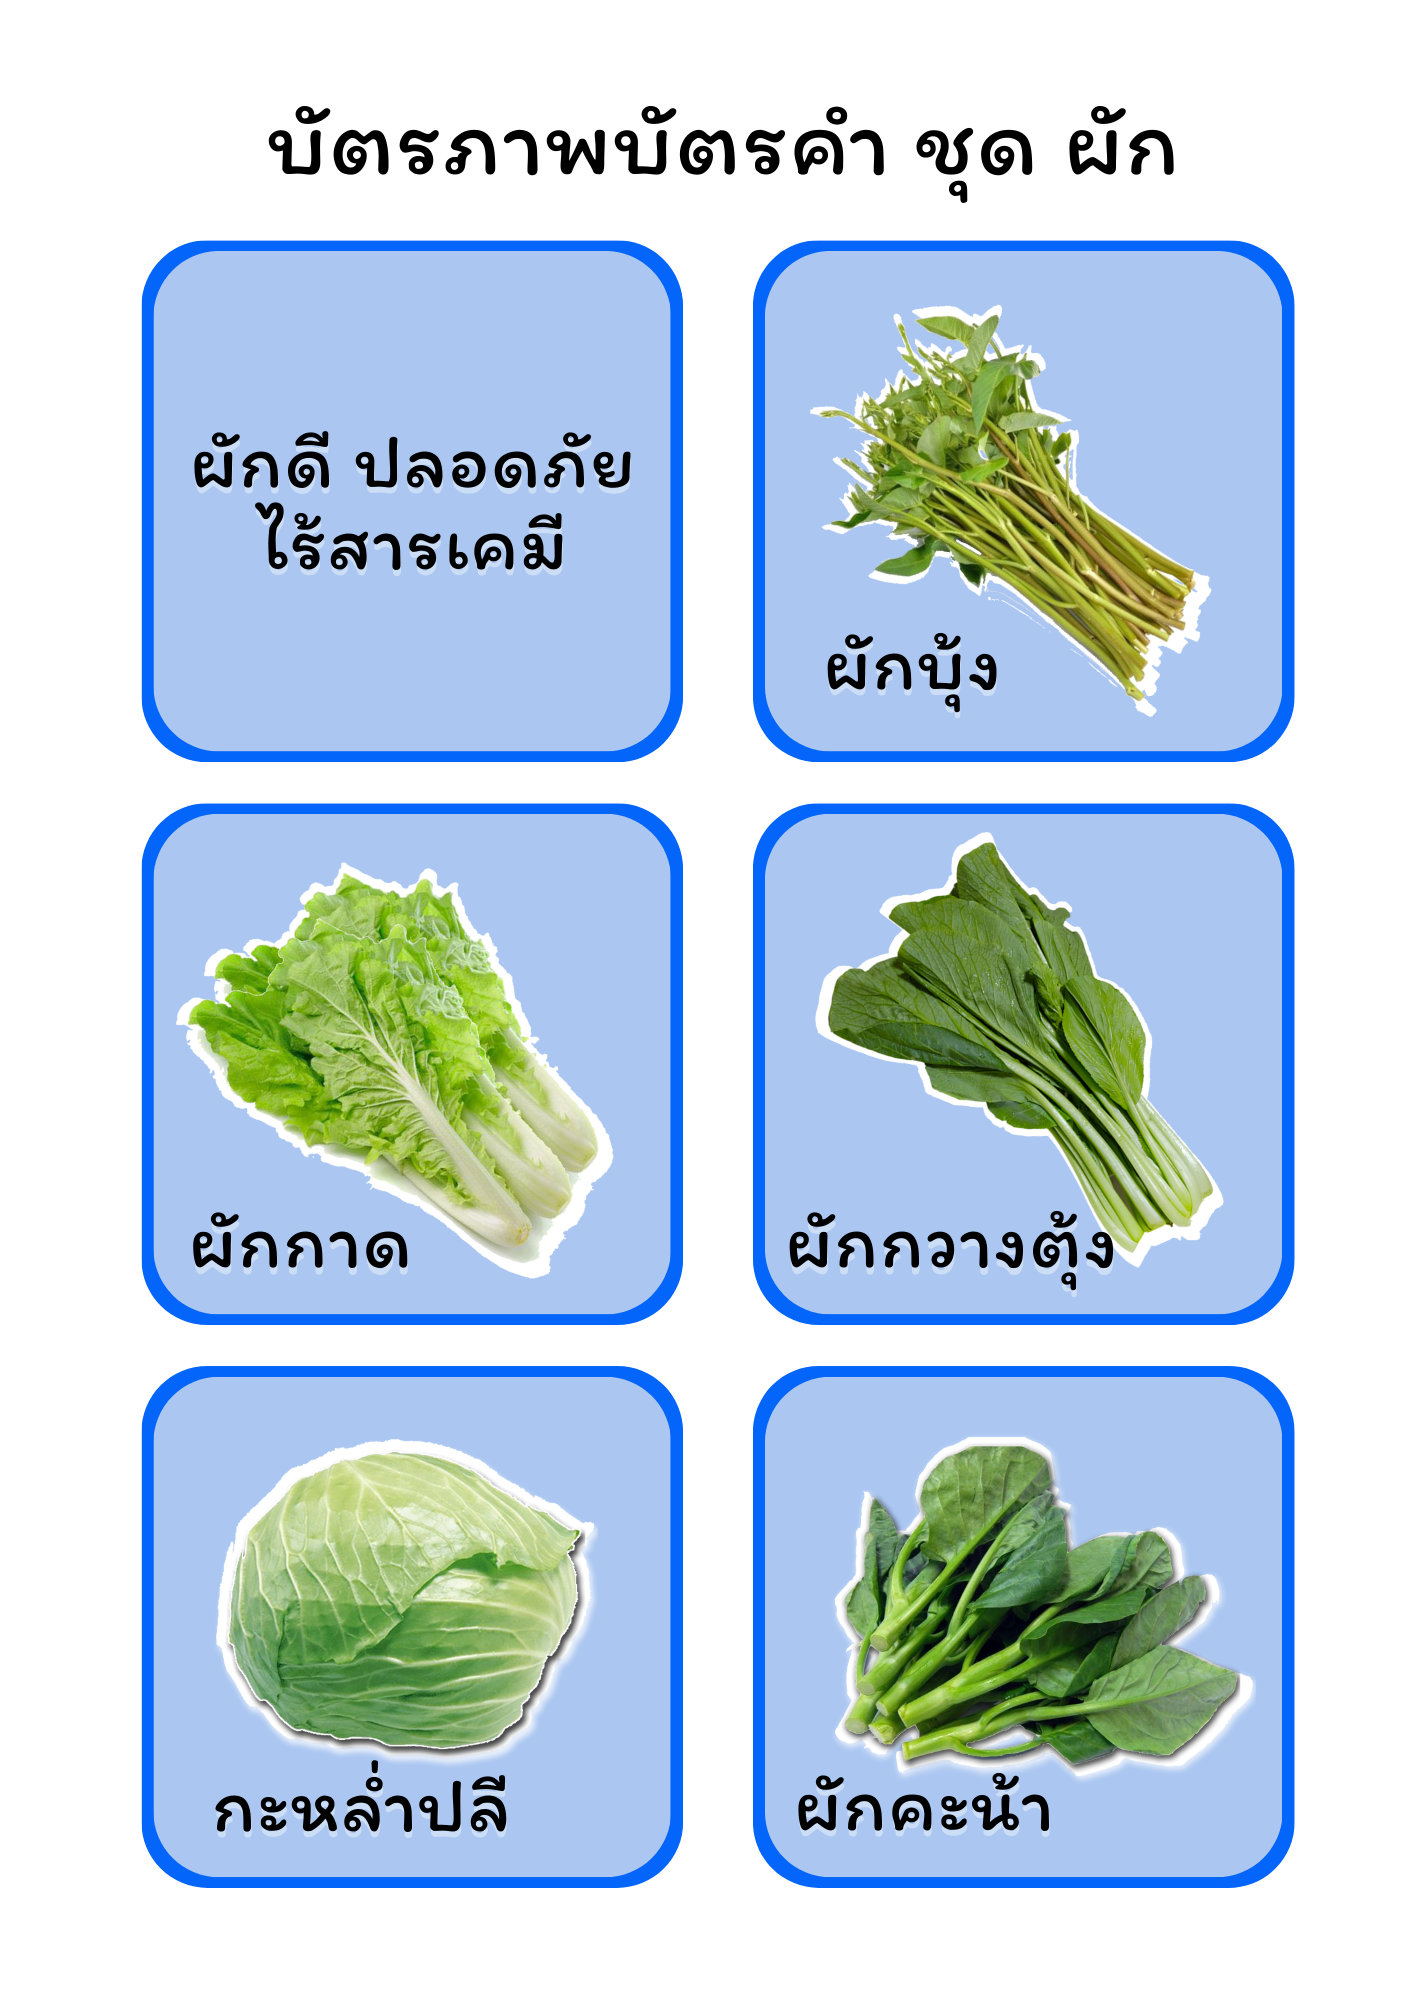 บัตรภาพบัตรคำ ชุด ผัก
ผักดี ปลอดภัย
ไร้สารเคมี
ผักบุ้ง
ผักกาด
ผักกวางตุ้ง
กะหล่ำปลี
ผักคะน้า